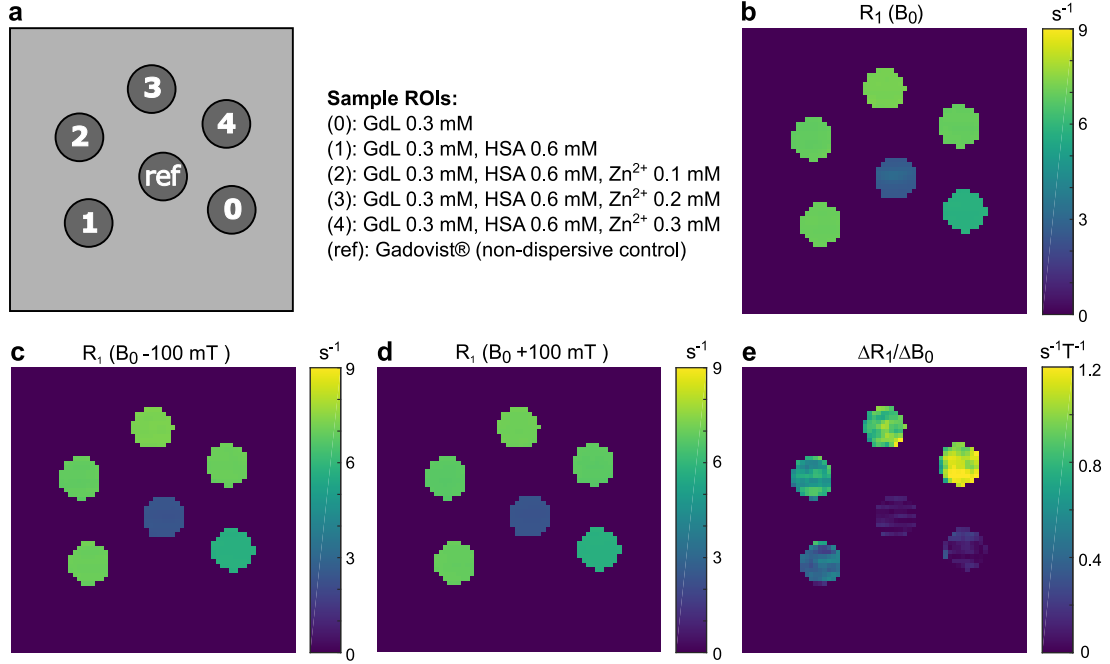 a
3
4
2
ref
1
0
Sample ROIs:
(0): GdL 0.3 mM
(1): GdL 0.3 mM, HSA 0.6 mM
(2): GdL 0.3 mM, HSA 0.6 mM, Zn²⁺ 0.1 mM
(3): GdL 0.3 mM, HSA 0.6 mM, Zn²⁺ 0.2 mM
(4): GdL 0.3 mM, HSA 0.6 mM, Zn²⁺ 0.3 mM
(ref): Gadovist® (non-dispersive control)
b
R₁ (B₀)
s⁻¹
9
6
3
0
c
R₁ (B₀ -100 mT )
s⁻¹
9
6
3
0
d
R₁ (B₀ +100 mT )
s⁻¹
9
6
3
0
e
ΔR₁/ΔB₀
s⁻¹T⁻¹
1.2
0.8
0.4
0